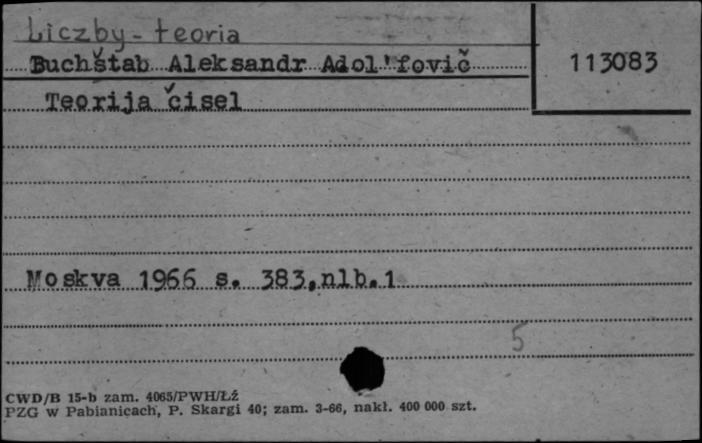 Liczby - teoria
Buchštab Aleksandr Adol'fovič
113083
Teorija čisel
Moskva 1966 s. 383,nlb.1
5
CWD/B 15-b zam. 4065/PWH/Łź
PZG w Pabianicach, P. Skargi 40; zam. 3-66, nakł. 400 000 szt.